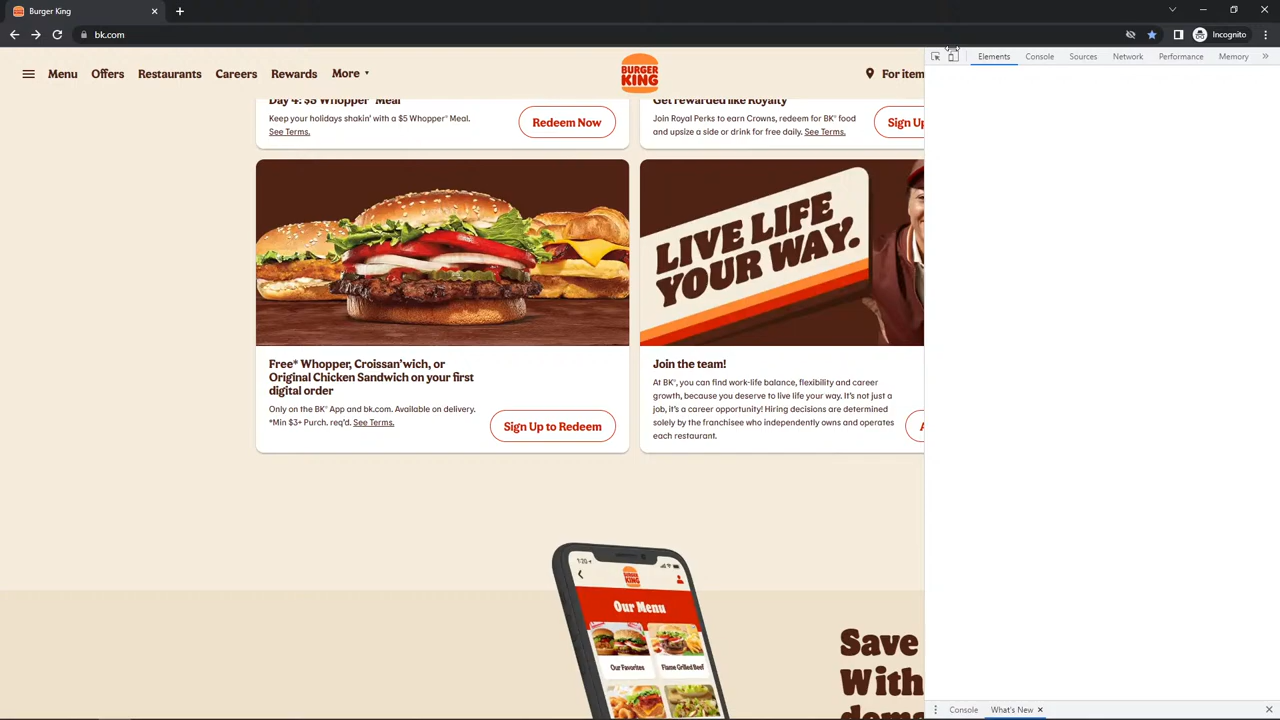 Burger King
bk.com
Incognito
Menu
Offers
Restaurants
Careers
Rewards
More
BURGER
KING
For item
Elements
Console
Sources
Network
Performance
Memory
Day 4: $5 Whopper® Meal
Keep your holidays shakin' with a $5 Whopper® Meal.
See Terms.
Redeem Now
Get rewarded like Royalty
Join Royal Perks to earn Crowns, redeem for BK® food
and upsize a side or drink for free daily. See Terms.
Sign Up
LIVE LIFE
YOUR WAY.
Free* Whopper, Croissan'wich, or
Original Chicken Sandwich on your first
digital order
Only on the BK® App and bk.com. Available on delivery.
*Min $3+ Purch. req'd. See Terms.
Sign Up to Redeem
Join the team!
At BK®, you can find work-life balance, flexibility and career
growth, because you deserve to live life your way. It's not just a
job, it's a career opportunity! Hiring decisions are determined
solely by the franchisee who independently owns and operates
each restaurant.
A
BURGER
KING
Our Menu
Our Favorites
Flame Grilled Beef
Save
With
Console
What's New